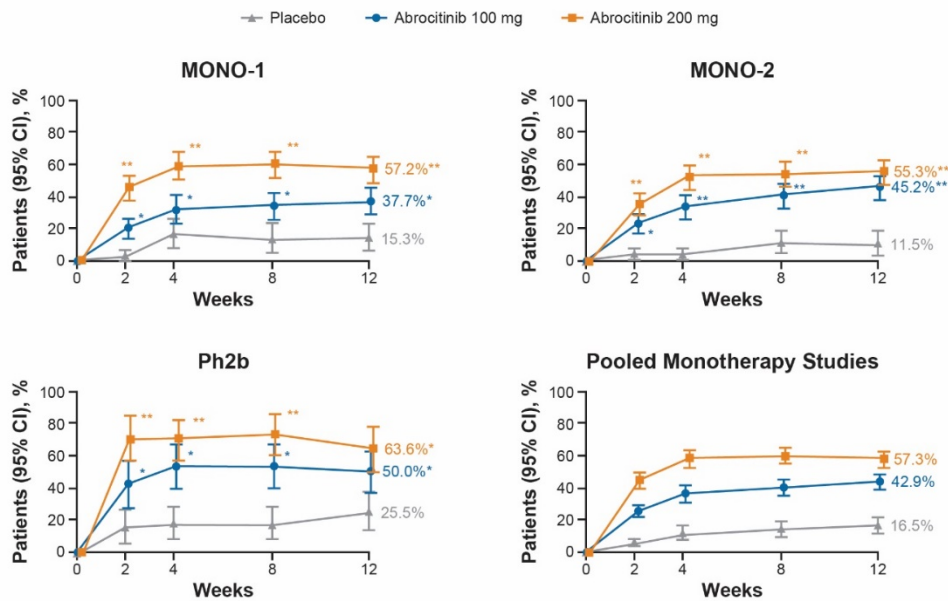 Placebo Abrocitinib 100 mg Abrocitinib 200 mg
MONO-1
Patients (95% CI), %
100
80
60
40
20
0
** ** **
* * *
57.2%**
37.7%*
15.3%
0 2 4 8 12
Weeks
MONO-2
Patients (95% CI), %
100
80
60
40
20
0
** ** **
* ** **
55.3%**
45.2%**
11.5%
0 2 4 8 12
Weeks
Ph2b
Patients (95% CI), %
100
80
60
40
20
0
** ** **
* * *
63.6%*
50.0%*
25.5%
0 2 4 8 12
Weeks
Pooled Monotherapy Studies
Patients (95% CI), %
100
80
60
40
20
0
57.3%
42.9%
16.5%
0 2 4 8 12
Weeks